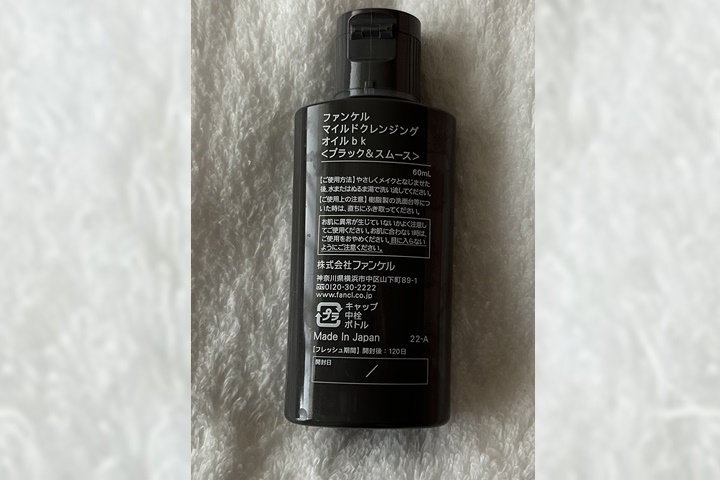 ファンケル
マイルドクレンジング
オイルbk
<ブラック&スムース>
60mL
【ご使用方法】やさしくメイクとなじませた
後、水またはぬるま湯で洗い流してください。
【ご使用上の注意】樹脂製の洗面台等につ
いた時は、直ちにふき取ってください。
お肌に異常が生じていないかよく注意し
てご使用ください。お肌に合わない時は、
ご使用をおやめください。目に入らない
ようにご注意ください。
株式会社ファンケル
神奈川県横浜市中区山下町89-1
0120-30-2222
www.fancl.co.jp
プラ
キャップ
中栓
ボトル
Made In Japan 22-A
【フレッシュ期間】開封後:120日
開封日
/